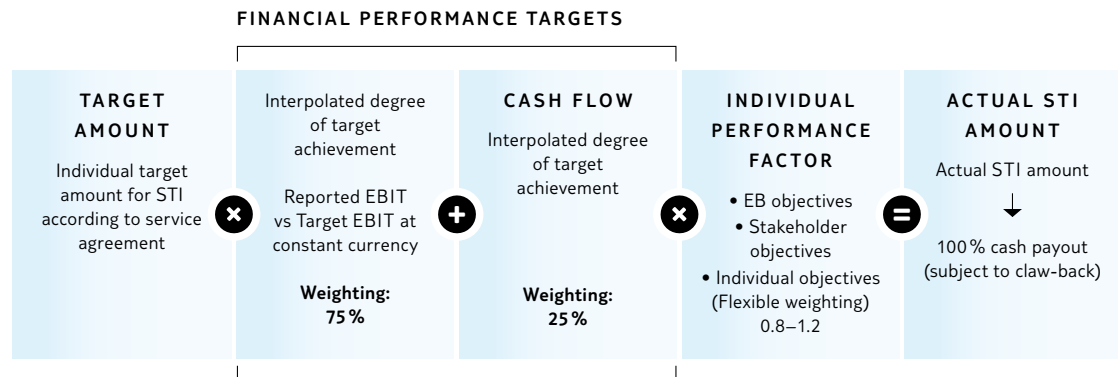 FINANCIAL PERFORMANCE TARGETS
TARGET
AMOUNT
Individual target
amount for STI
according to service
agreement
×
Interpolated degree
of target
achievement
Reported EBIT
vs Target EBIT at
constant currency
Weighting:
75 %
+
CASH FLOW
Interpolated degree
of target
achievement
Weighting:
25 %
×
INDIVIDUAL
PERFORMANCE
FACTOR
• EB objectives
• Stakeholder
objectives
• Individual objectives
(Flexible weighting)
0.8–1.2
=
ACTUAL STI
AMOUNT
Actual STI amount
100 % cash payout
(subject to claw-back)